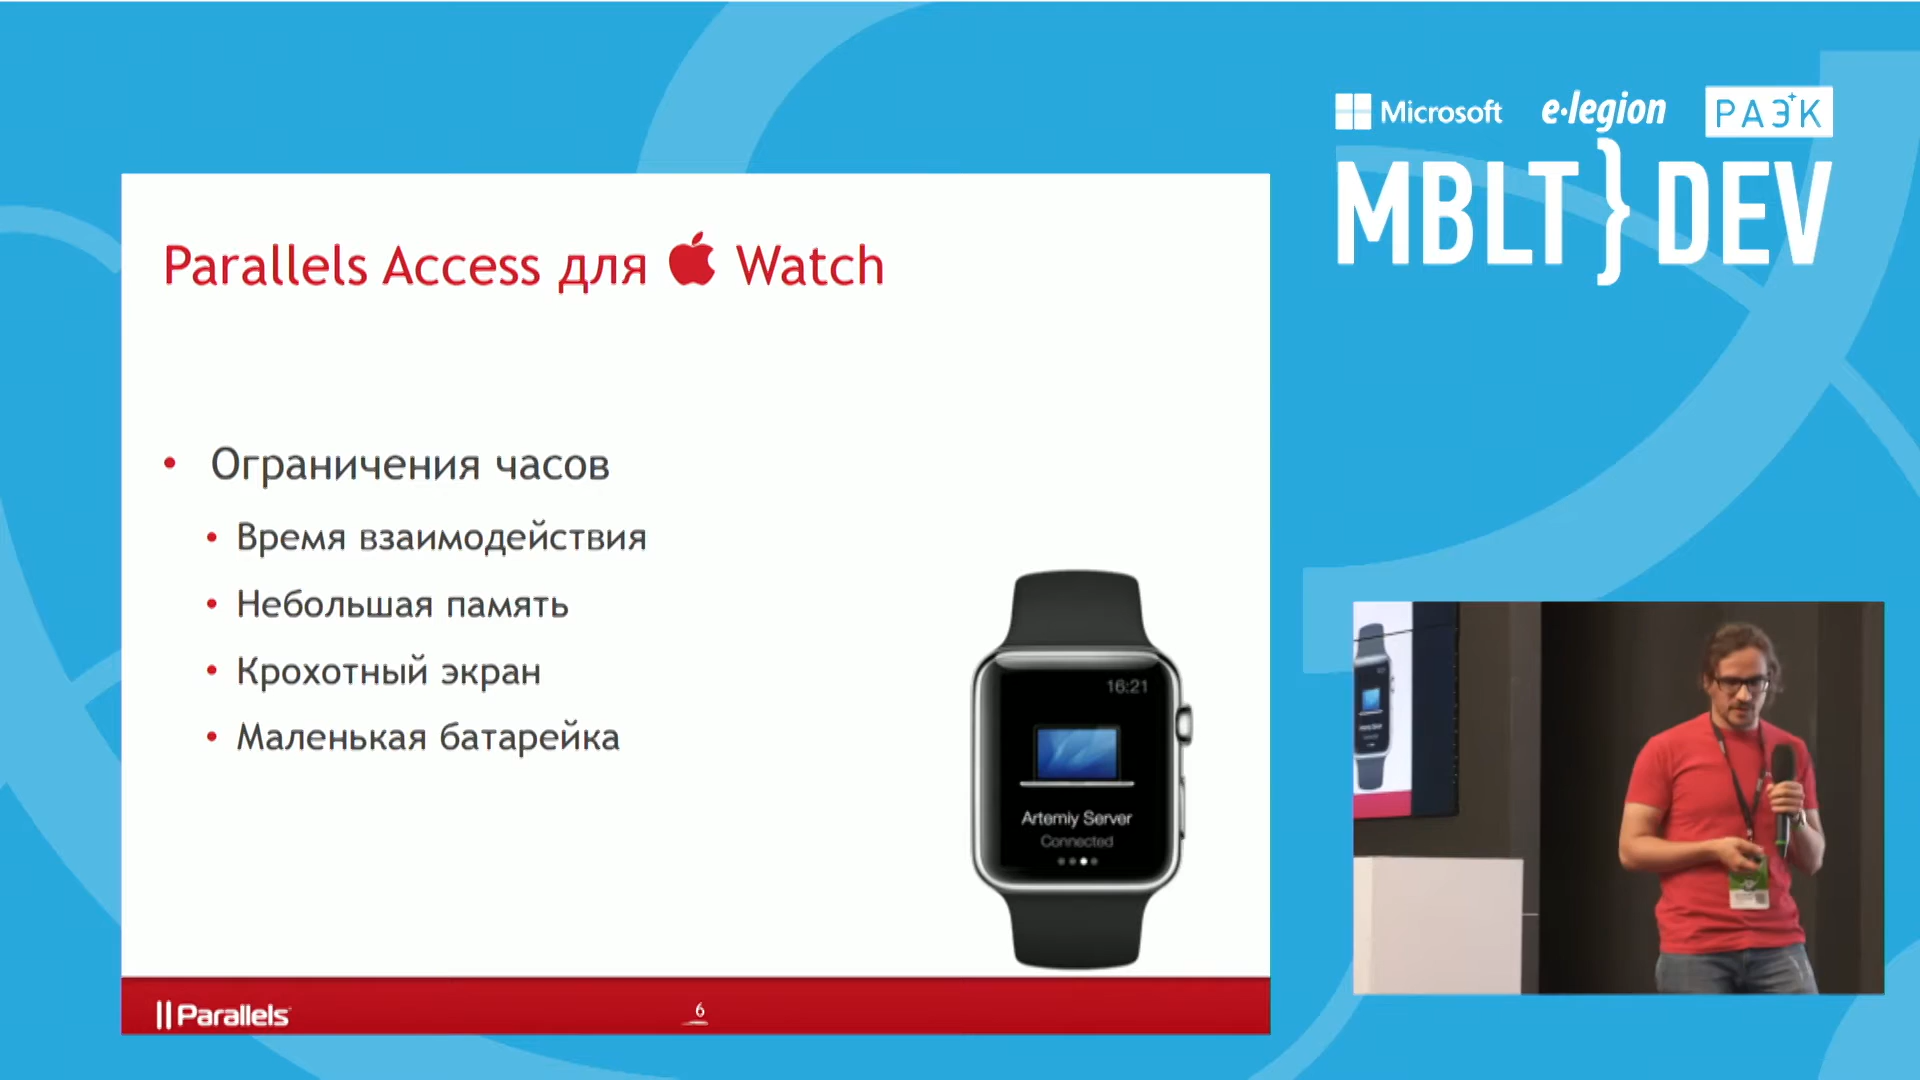 Microsoft e·legion РАЭК
MBLT}DEV
Parallels Access для Watch
• Ограничения часов
• Время взаимодействия
• Небольшая память
• Крохотный экран
• Маленькая батарейка
16:21
Artemiy Server
Connected
Parallels
6